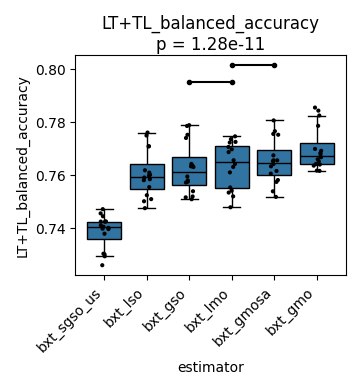 LT+TL_balanced_accuracy
p = 1.28e-11
LT+TL_balanced_accuracy
0.80
0.78
0.76
0.74
bxt_sgso_us
bxt_lso
bxt_gso
bxt_lmo
bxt_gmosa
bxt_gmo
estimator